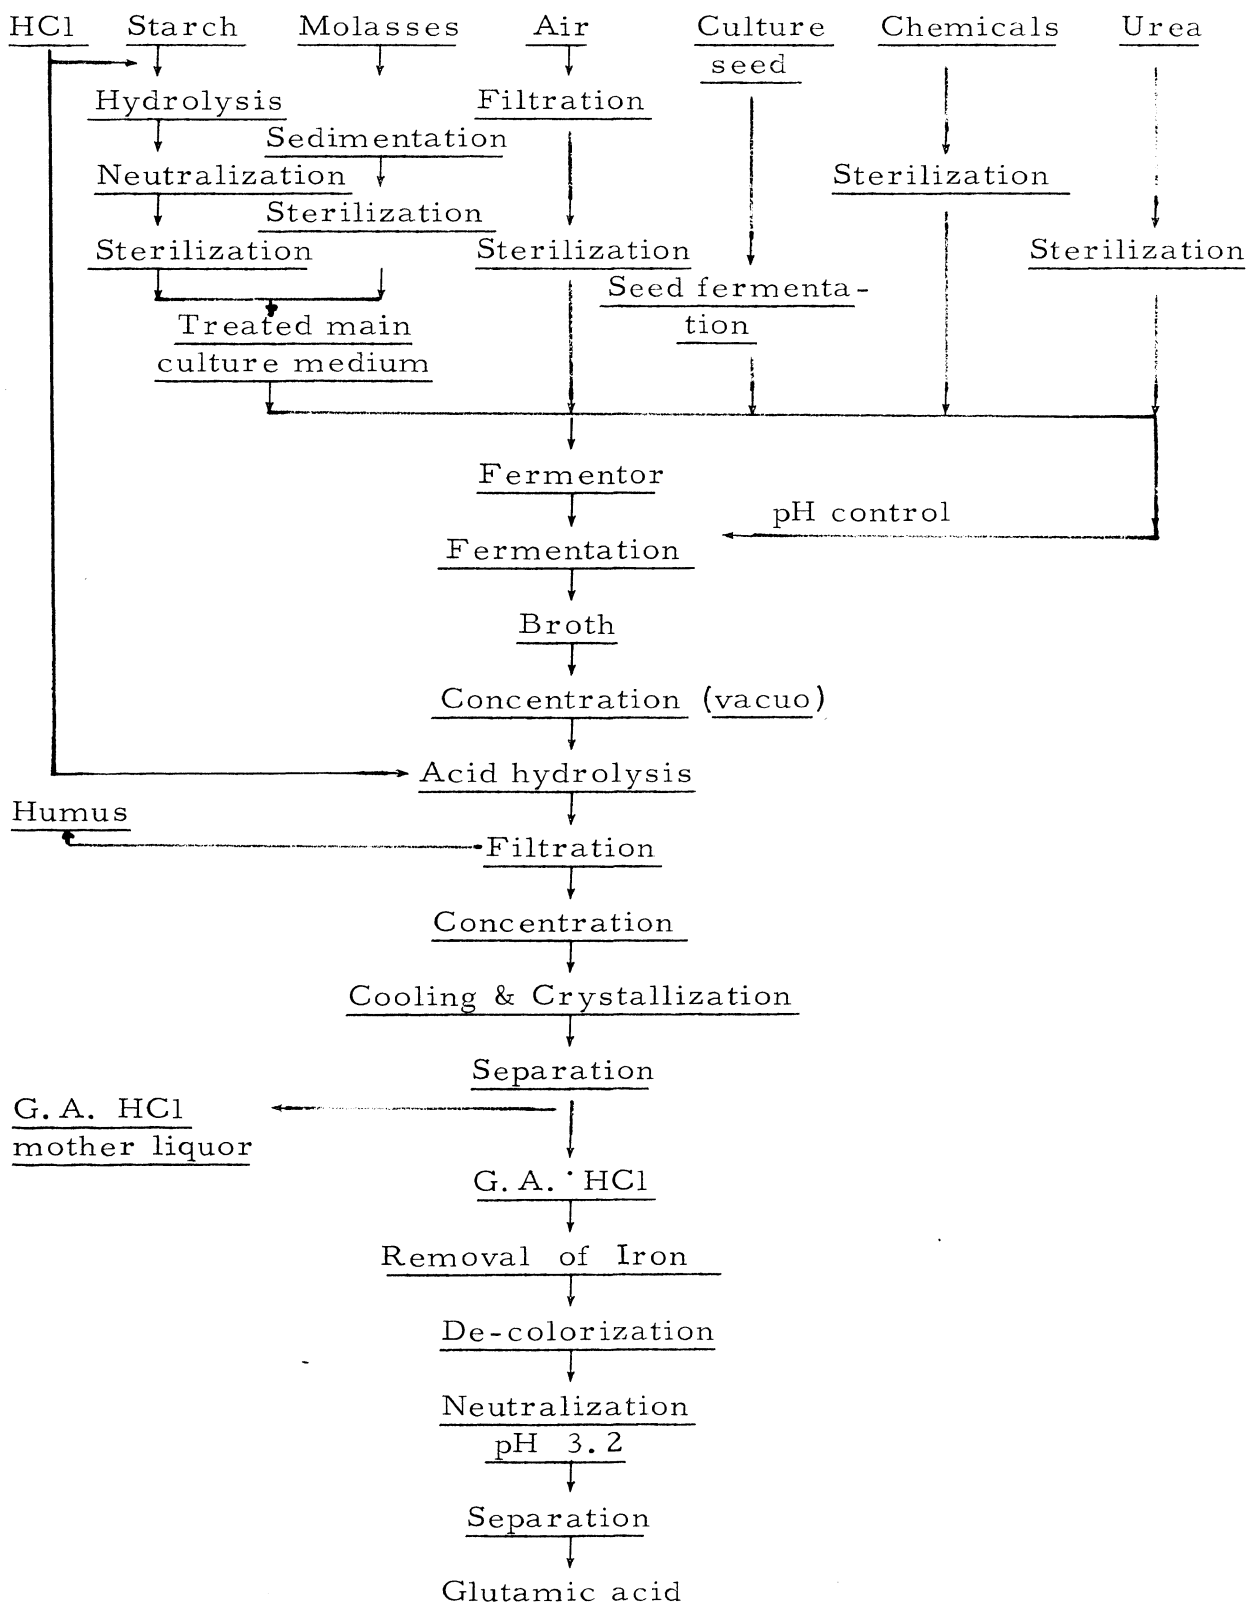 HCl Starch Molasses Air Culture Chemicals Urea
seed
Hydrolysis Filtration
Sedimentation
Neutralization Sterilization
Sterilization
Sterilization Sterilization Sterilization
Seed fermenta-
Treated main tion
culture medium
Fermentor
pH control
Fermentation
Broth
Concentration (vacuo)
Acid hydrolysis
Humus
Filtration
Concentration
Cooling & Crystallization
Separation
G. A. HCl
mother liquor
G. A. · HCl
Removal of Iron
De-colorization
Neutralization
pH 3.2
Separation
Glutamic acid